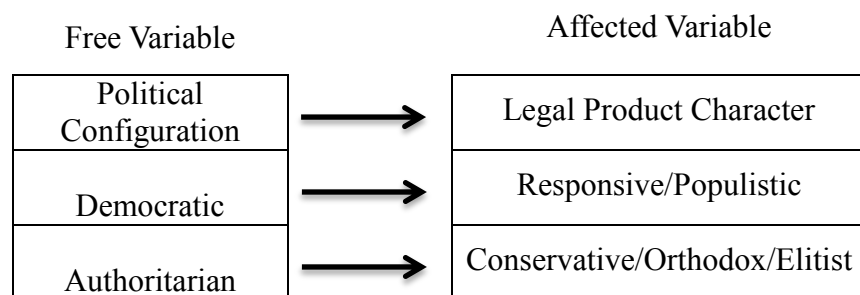 Free Variable
Affected Variable
Political
Configuration
Legal Product Character
Democratic
Responsive/Populistic
Authoritarian
Conservative/Orthodox/Elitist